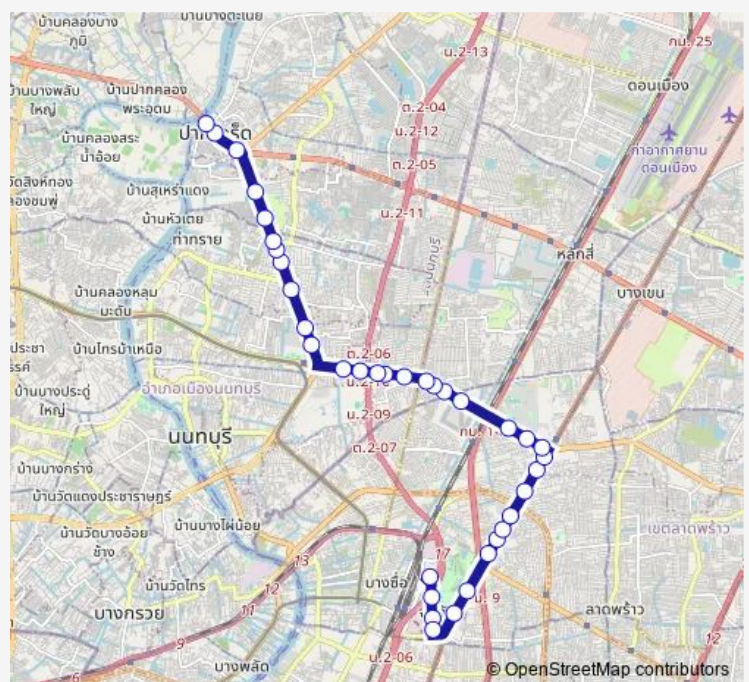 บ้านบางตะไนย์
บ้านคลองบาง
ภูมิ
น.2-13
กม. 25
บ้านบางพลับ
ใหญ่
บ้านปากคลอง
พระอุดม
ดอนเมือง
ต.2-04
น.2-12
บ้านคลองสระ
น้ำอ้อย
ท่าอากาศยาน
ดอนเมือง
ต.2-05
บ้านสุเหร่าแดง
น.2-11
บ้านหัวเตย
ท่าทราย
หลักสี่
บางเขน
บ้านคลองหลุม
มะดัน
ประชา
บ้านไทรม้าเหนือ
ต.2-06
บ้านบางประดู่
ใหญ่
อำเภอเมืองนนทบุรี
น.2-09
นนทบุรี
ต.2-07
บ้านบางกร่าง
บ้านวัดแดงประชาราษฎร์
บ้านบางไผ่น้อย
บ้านวัดบางอ้อย
ช้าง
เขตลาดพร้าว
13
17
บ้านวัดไทร
12
บางซื่อ
11
น. 9
บางกรวย
ลาดพร้าว
9
12
น.2-06
บางพลัด
6
© OpenStreetMap contributors